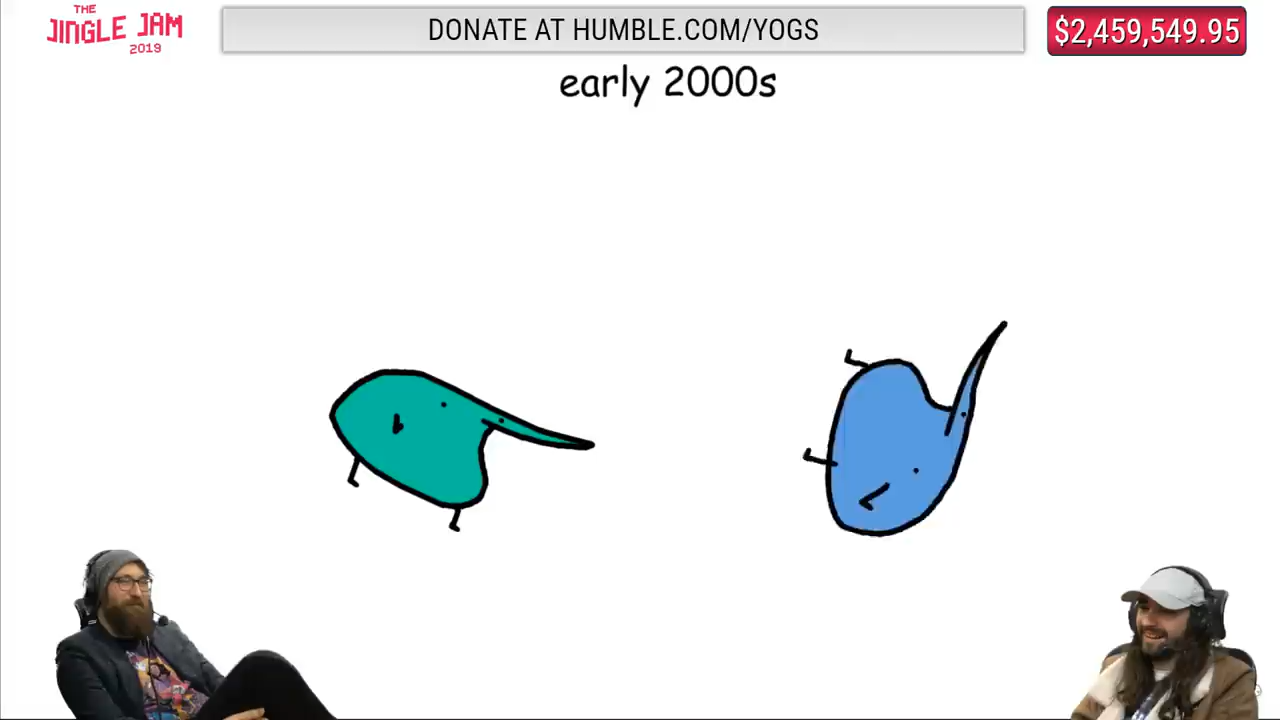 THE
JINGLE JAM
2019
DONATE AT HUMBLE.COM/YOGS
$2,459,549.95
early 2000s